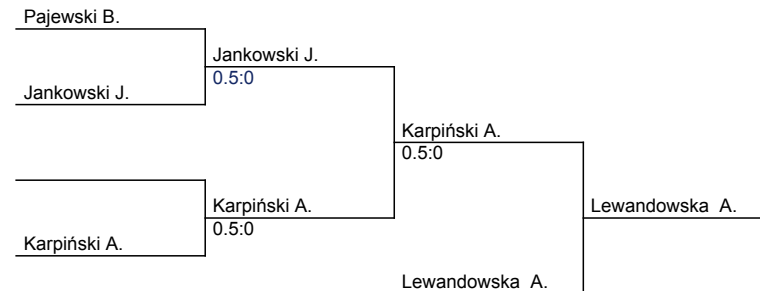 Pajewski B.
Jankowski J.
0.5:0
Jankowski J.
Karpiński A.
0.5:0
Karpiński A.
0.5:0
Lewandowska  A.
Karpiński A.
Lewandowska  A.